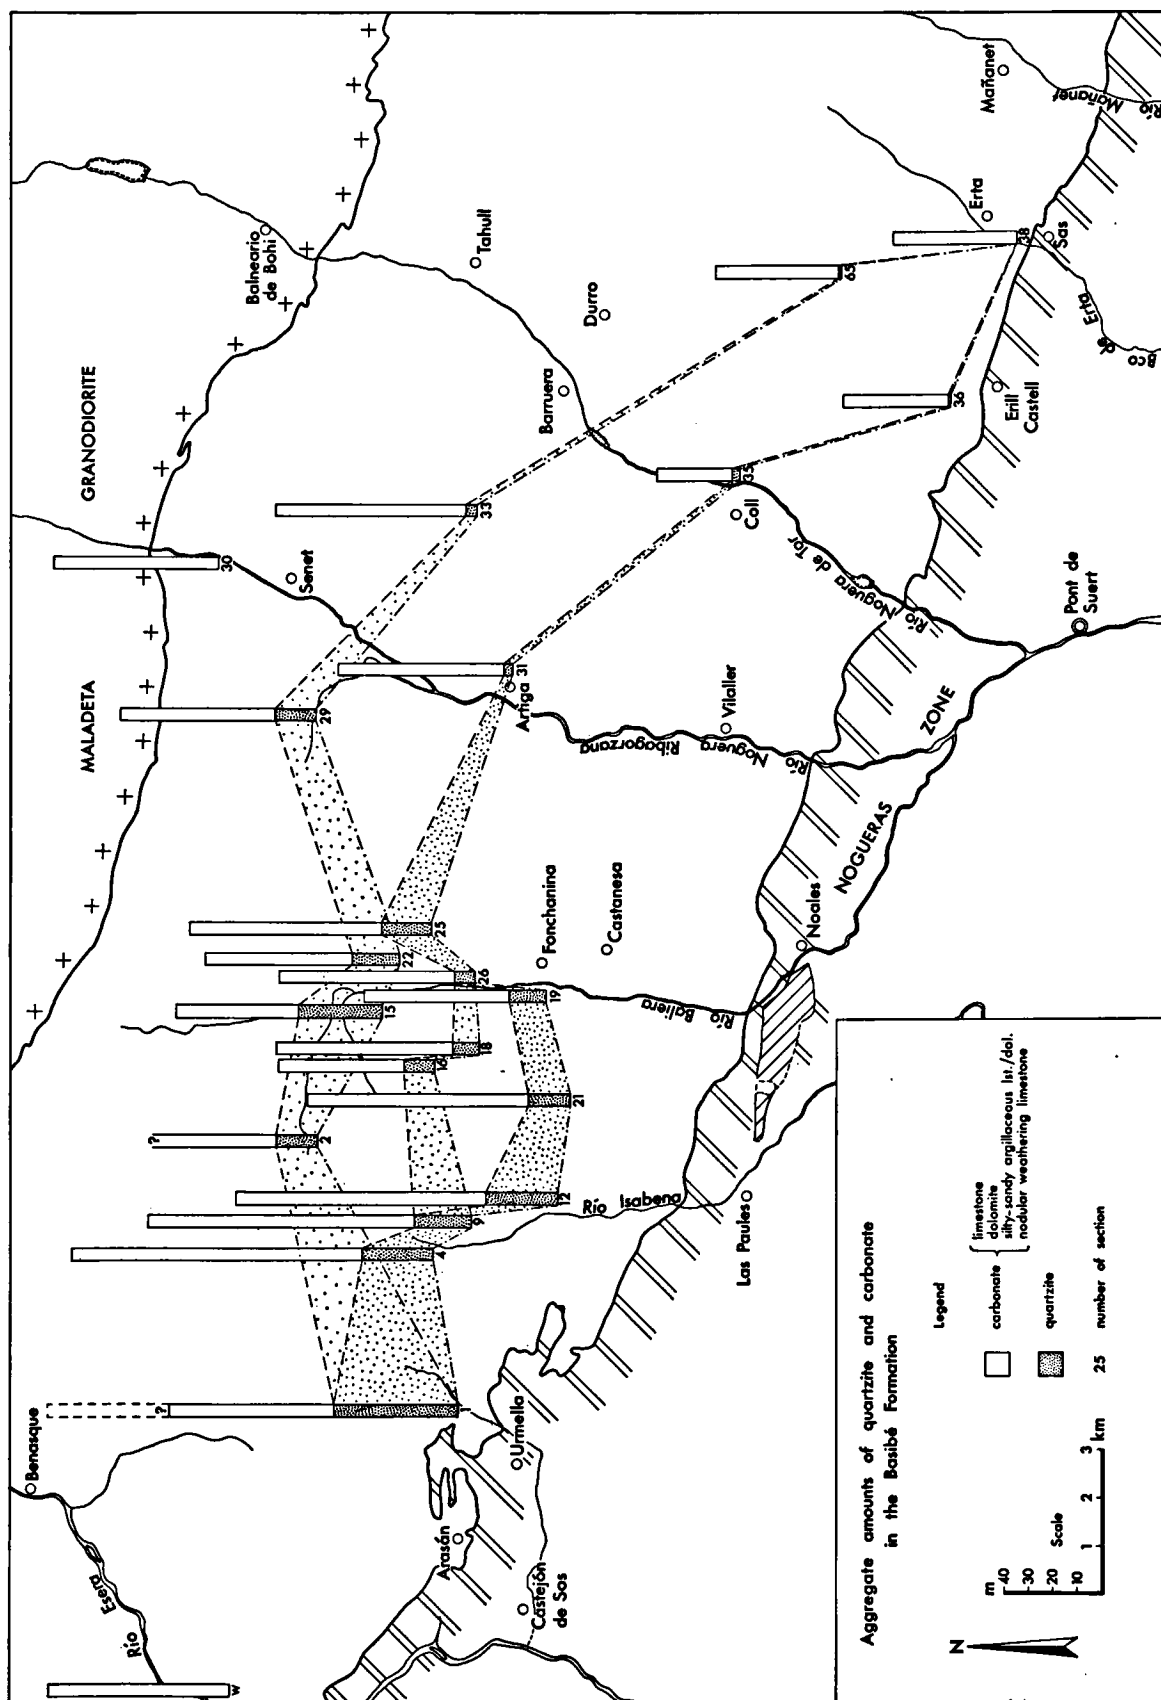 Mañanet
Río
Mañanet
Balneario
de Bohi
Tahull
Erta
Sas
38
65
Durro
Bco
de
Erta
GRANODIORITE
Barruera
Erill
Castell
36
35
33
Coll
30
Senet
Río
Noguera de Tor
Pont de
Suert
31
Artiga
29
MALADETA
Vilaller
Río
Noguera
Ribagorzang
ZONE
NOGUERAS
Noales
Fonchanina
Castanesa
25
22
26
19
15
18
16
21
2
Río Baliera
?
12
9
4
Río Isabena
Las Paules
Benasque
?
1
Urmella
Arasán
Castejón
de Sos
Río
Esera
W
Aggregate amounts of quartzite and carbonate
in the Basibé Formation
Legend
carbonate
limestone
dolomite
silty-sandy argillaceous lst./dol.
nodular weathering limestone
quartzite
25 number of section
m
40
30
20
10
Scale
1 2 3 km
N